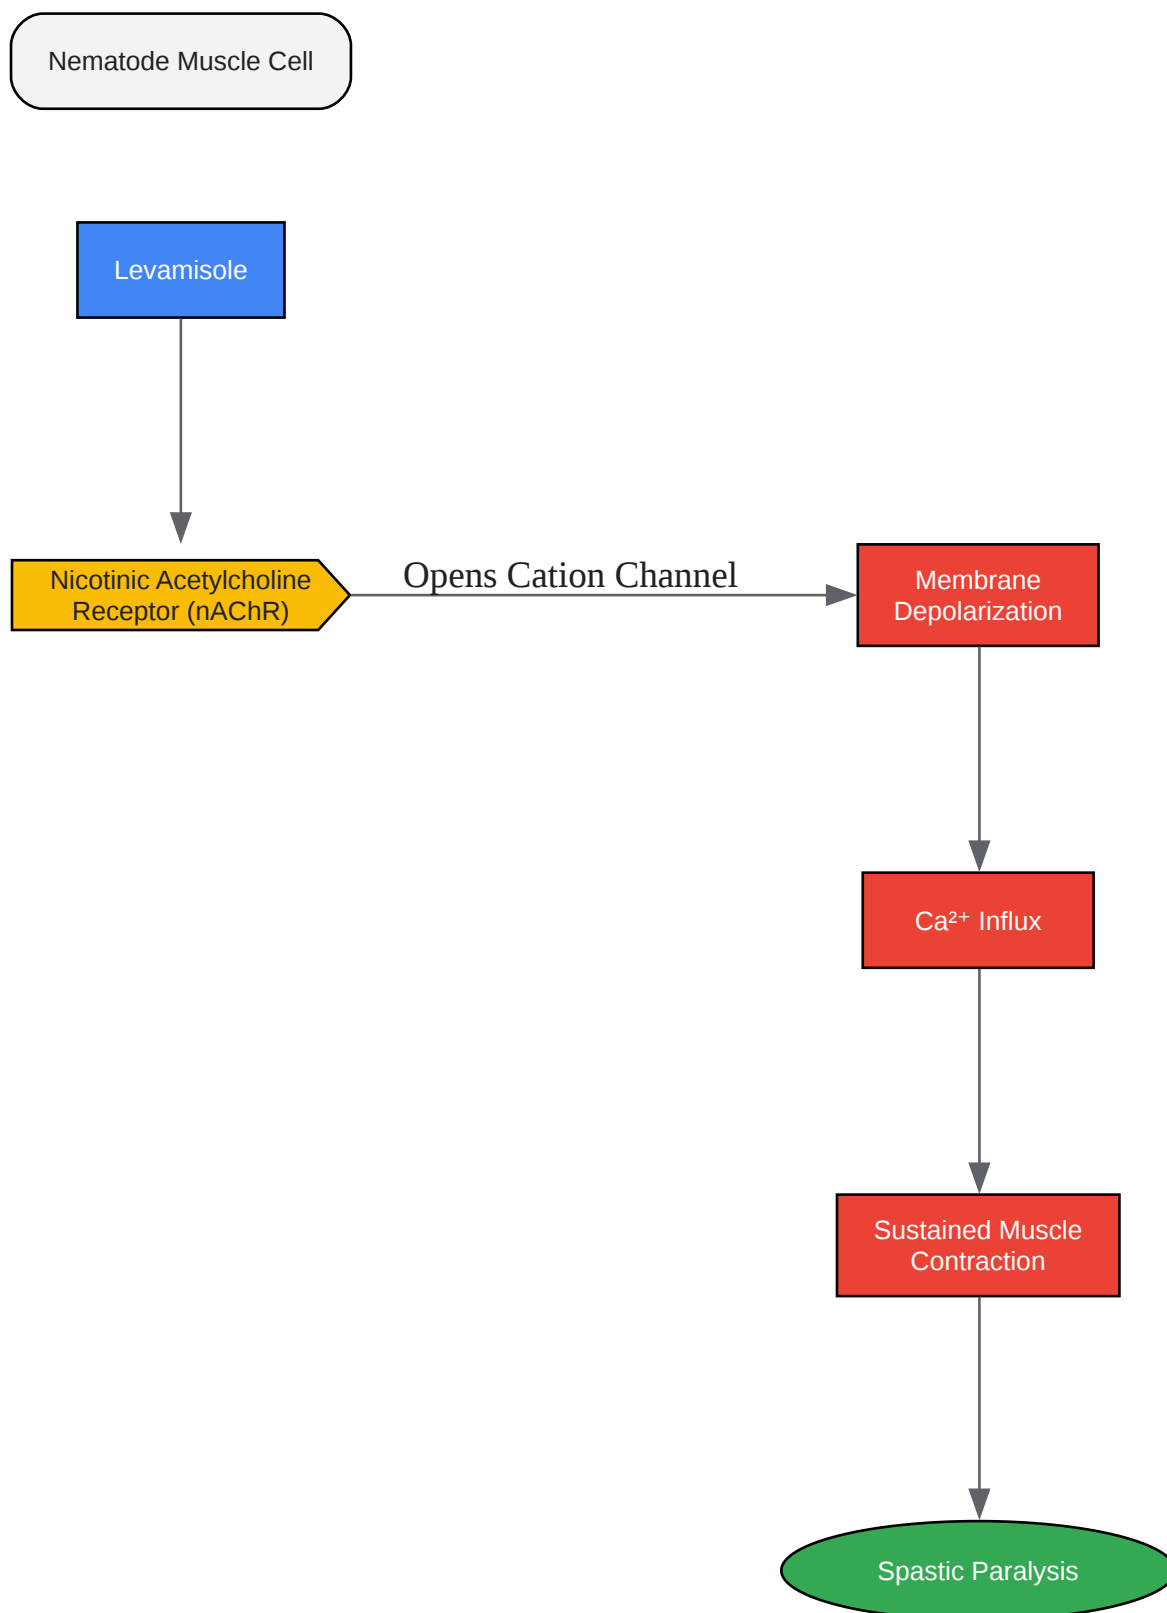 Nematode Muscle Cell
Levamisole
Nicotinic Acetylcholine
Receptor (nAChR)
Opens Cation Channel
Membrane
Depolarization
Ca²⁺ Influx
Sustained Muscle
Contraction
Spastic Paralysis